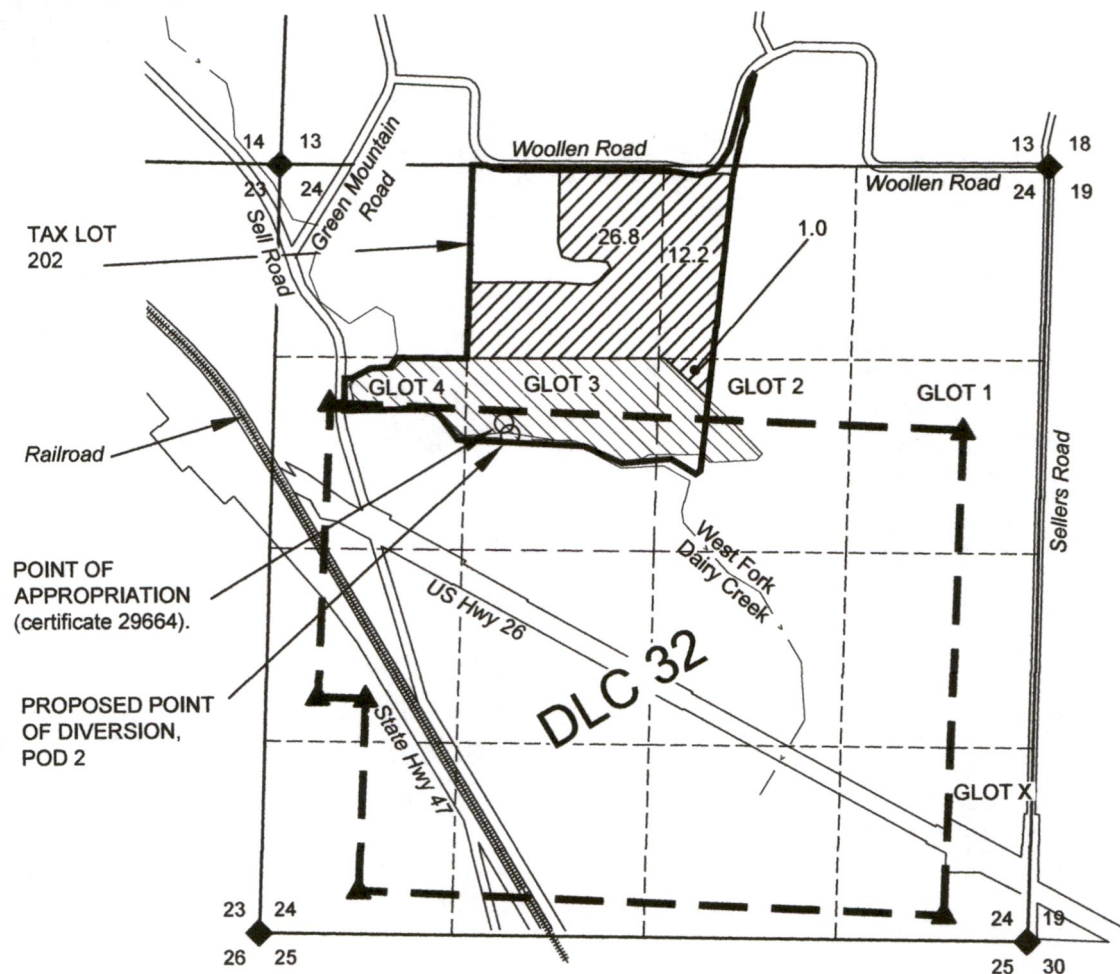 14 13
13 18
Woollen Road
23 24
Green Mountain
Road
Woollen Road
24 19
TAX LOT
202
Sell Road
26.8
12.2
1.0
GLOT 4
GLOT 3
GLOT 2
GLOT 1
Railroad
Sellers Road
POINT OF
APPROPRIATION
(certificate 29664).
West Fork
Dairy Creek
US Hwy 26
DLC 32
PROPOSED POINT
OF DIVERSION,
POD 2
State Hwy 47
GLOT X
23 24
24 19
26 25
25 30